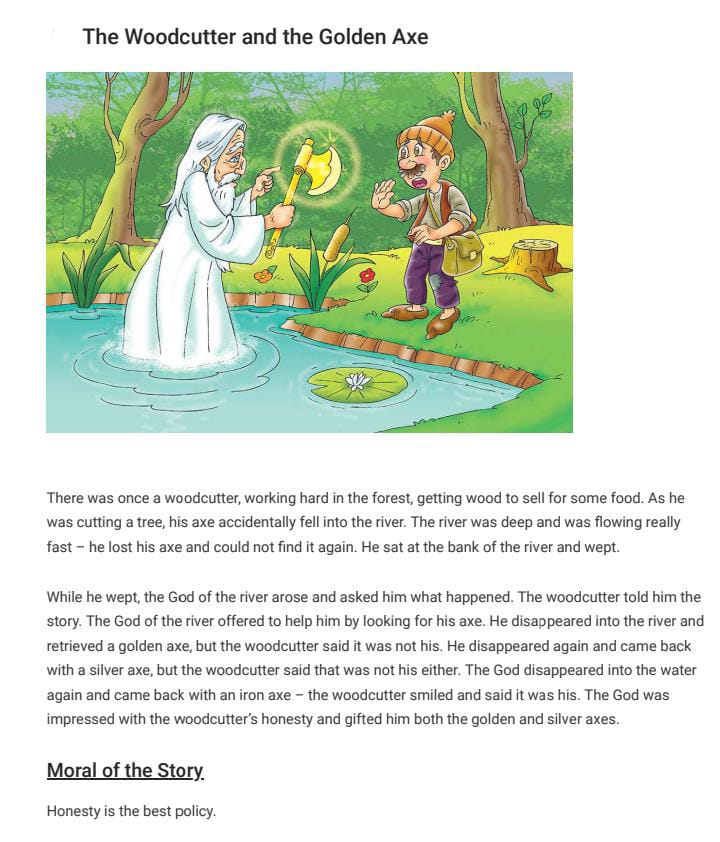 The Woodcutter and the Golden Axe
There was once a woodcutter, working hard in the forest, getting wood to sell for some food. As he
was cutting a tree, his axe accidentally fell into the river. The river was deep and was flowing really
fast – he lost his axe and could not find it again. He sat at the bank of the river and wept.
While he wept, the God of the river arose and asked him what happened. The woodcutter told him the
story. The God of the river offered to help him by looking for his axe. He disappeared into the river and
retrieved a golden axe, but the woodcutter said it was not his. He disappeared again and came back
with a silver axe, but the woodcutter said that was not his either. The God disappeared into the water
again and came back with an iron axe – the woodcutter smiled and said it was his. The God was
impressed with the woodcutter’s honesty and gifted him both the golden and silver axes.
Moral of the Story
Honesty is the best policy.